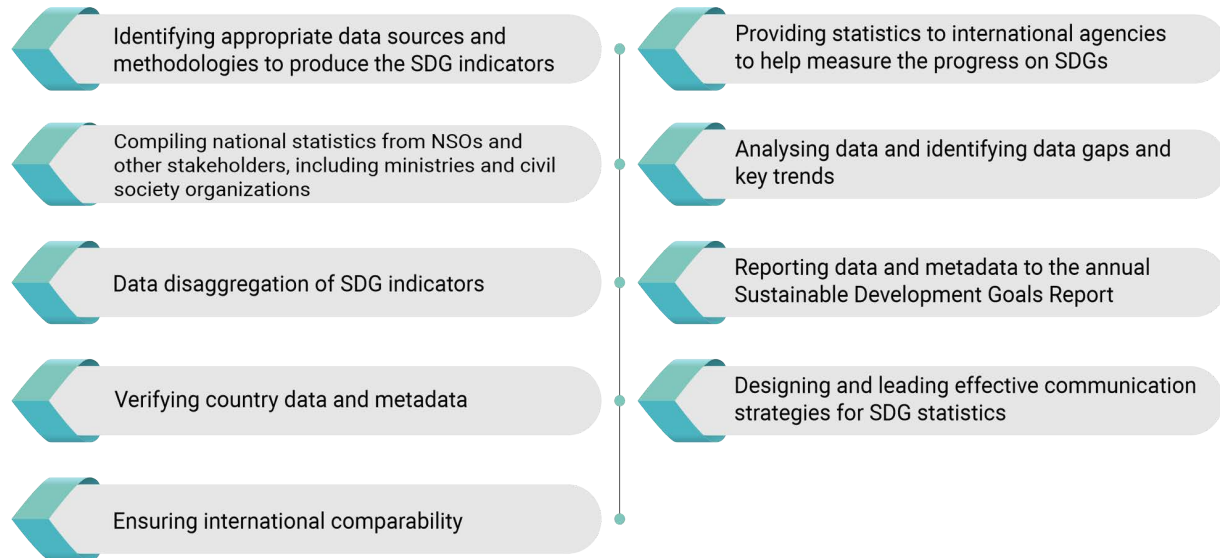 Identifying appropriate data sources and
methodologies to produce the SDG indicators
Compiling national statistics from NSOs and
other stakeholders, including ministries and civil
society organizations
Data disaggregation of SDG indicators
Verifying country data and metadata
Ensuring international comparability
Providing statistics to international agencies
to help measure the progress on SDGs
Analysing data and identifying data gaps and
key trends
Reporting data and metadata to the annual
Sustainable Development Goals Report
Designing and leading effective communication
strategies for SDG statistics